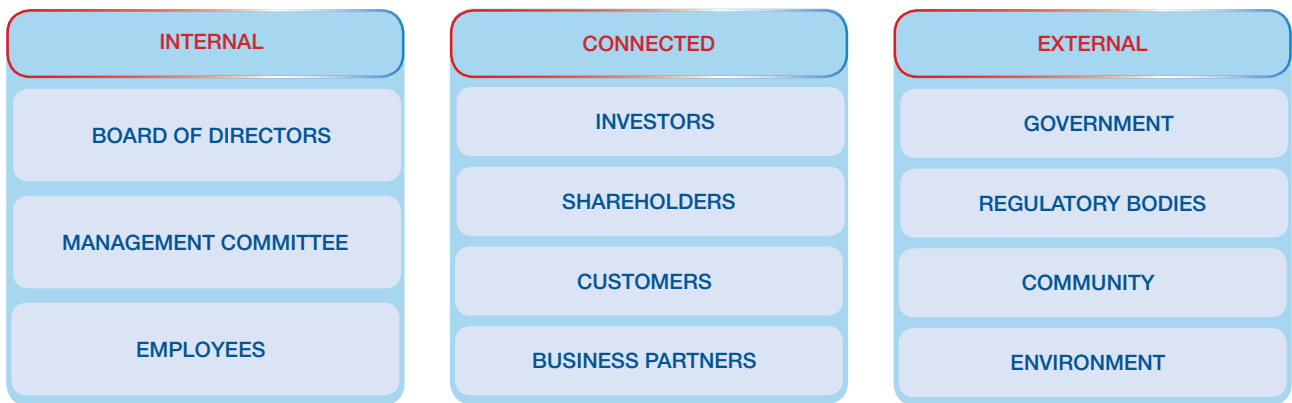 INTERNAL
BOARD OF DIRECTORS
MANAGEMENT COMMITTEE
EMPLOYEES
CONNECTED
INVESTORS
SHAREHOLDERS
CUSTOMERS
BUSINESS PARTNERS
EXTERNAL
GOVERNMENT
REGULATORY BODIES
COMMUNITY
ENVIRONMENT